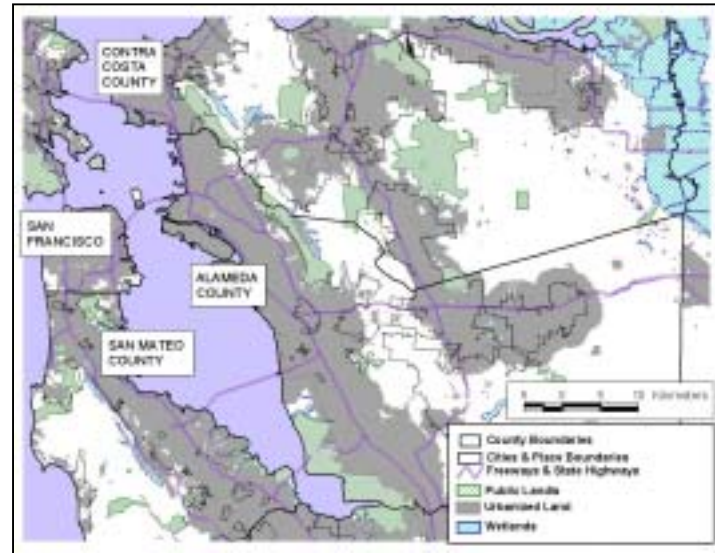 CONTRA
COSTA
COUNTY
SAN
FRANCISCO
ALAMEDA
COUNTY
SAN MATEO
COUNTY
10 Kilometers
County Boundaries
Cities & Place Boundaries
Freeways & State Highways
Public Lands
Urbanized Land
Wetlands